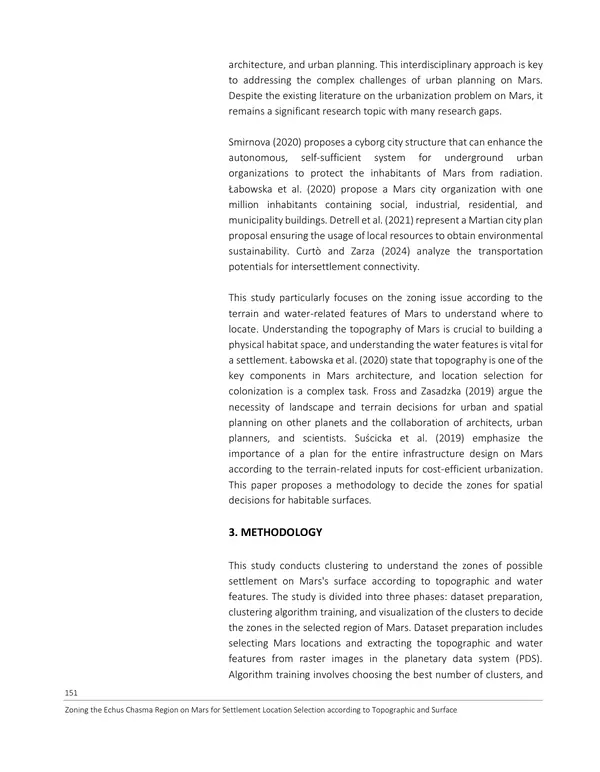 architecture, and urban planning. This interdisciplinary approach is key
to addressing the complex challenges of urban planning on Mars.
Despite the existing literature on the urbanization problem on Mars, it
remains a significant research topic with many research gaps.
Smirnova (2020) proposes a cyborg city structure that can enhance the
autonomous, self-sufficient system for underground urban
organizations to protect the inhabitants of Mars from radiation.
Łabowska et al. (2020) propose a Mars city organization with one
million inhabitants containing social, industrial, residential, and
municipality buildings. Detrell et al. (2021) represent a Martian city plan
proposal ensuring the usage of local resources to obtain environmental
sustainability. Curtò and Zarza (2024) analyze the transportation
potentials for intersettlement connectivity.
This study particularly focuses on the zoning issue according to the
terrain and water-related features of Mars to understand where to
locate. Understanding the topography of Mars is crucial to building a
physical habitat space, and understanding the water features is vital for
a settlement. Łabowska et al. (2020) state that topography is one of the
key components in Mars architecture, and location selection for
colonization is a complex task. Fross and Zasadzka (2019) argue the
necessity of landscape and terrain decisions for urban and spatial
planning on other planets and the collaboration of architects, urban
planners, and scientists. Suścicka et al. (2019) emphasize the
importance of a plan for the entire infrastructure design on Mars
according to the terrain-related inputs for cost-efficient urbanization.
This paper proposes a methodology to decide the zones for spatial
decisions for habitable surfaces.
3. METHODOLOGY
This study conducts clustering to understand the zones of possible
settlement on Mars's surface according to topographic and water
features. The study is divided into three phases: dataset preparation,
clustering algorithm training, and visualization of the clusters to decide
the zones in the selected region of Mars. Dataset preparation includes
selecting Mars locations and extracting the topographic and water
features from raster images in the planetary data system (PDS).
Algorithm training involves choosing the best number of clusters, and
151
Zoning the Echus Chasma Region on Mars for Settlement Location Selection according to Topographic and Surface